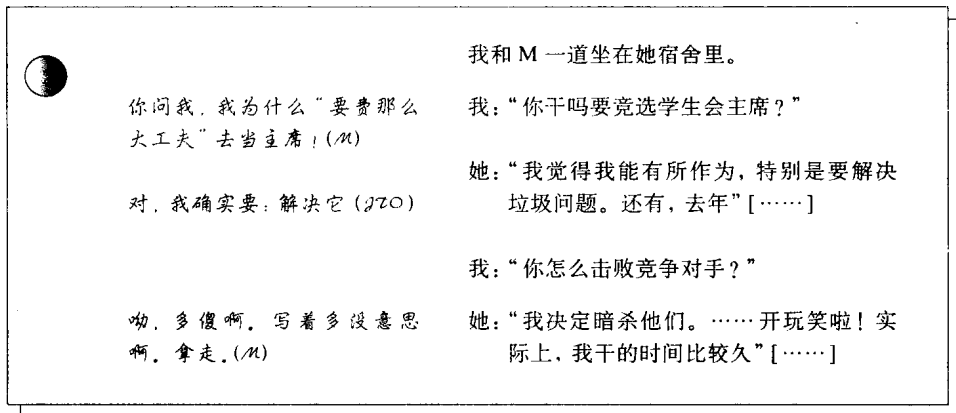 我和 M 一道坐在她宿舍里。
你问我，我为什么“要费那么
大工夫”去当主席！(M)
我：“你干吗要竞选学生会主席？”
对，我确实要：解决它 (JTO)
她：“我觉得我能有所作为，特别是要解决
垃圾问题。还有，去年”[……]
我：“你怎么击败竞争对手？”
呦，多傻啊。写着多没意思
啊。拿走。(M)
她：“我决定暗杀他们。……开玩笑啦！实
际上，我干的时间比较久”[……]